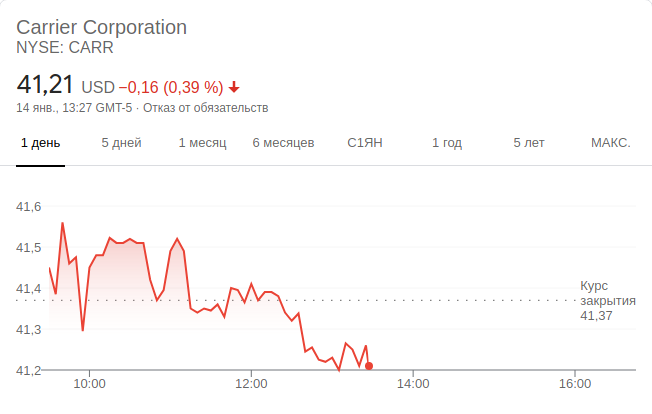 Carrier Corporation
NYSE: CARR
41,21 USD −0,16 (0,39 %)
14 янв., 13:27 GMT-5 · Отказ от обязательств
1 день 5 дней 1 месяц 6 месяцев С1ЯН 1 год 5 лет МАКС.
41,6
41,5
41,4
Курс
закрытия
41,37
41,3
41,2
10:00 12:00 14:00 16:00